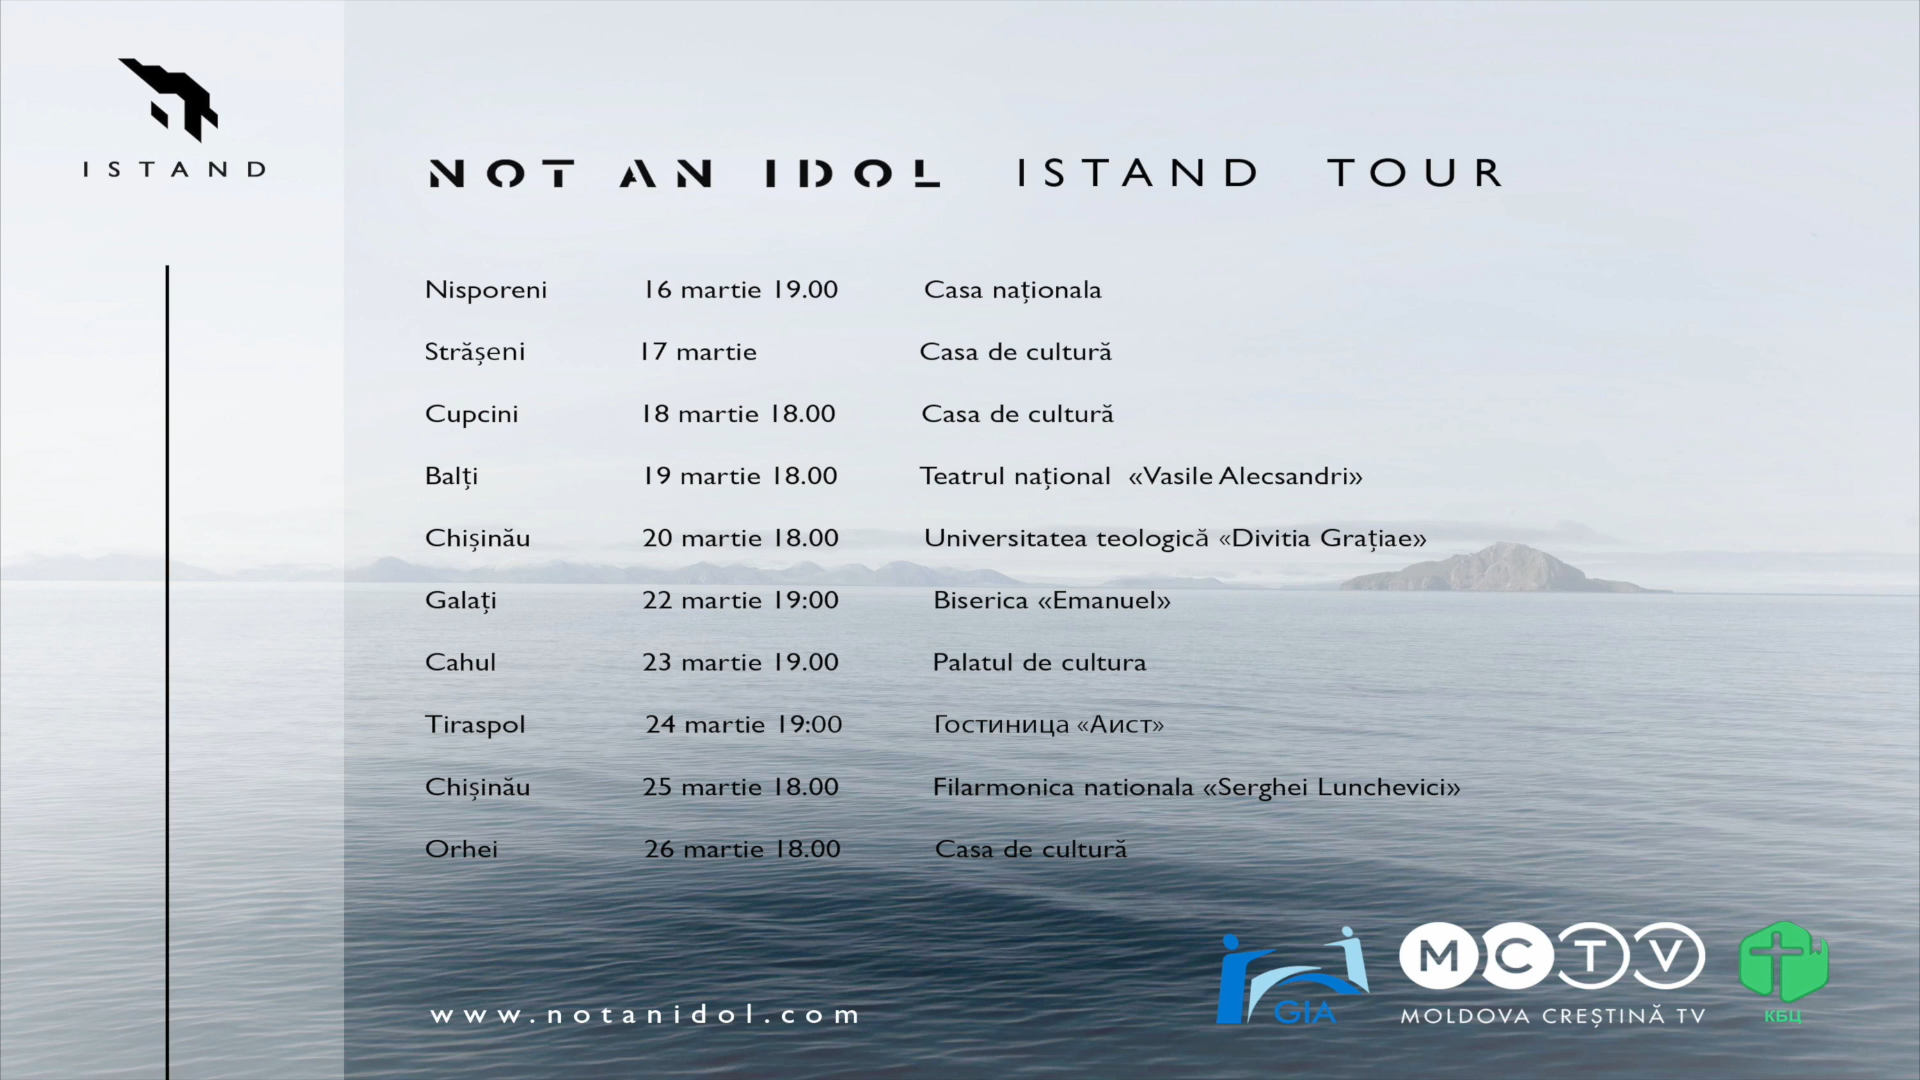 ISTAND
NOT AN IDOL ISTAND TOUR
Nisporeni 16 martie 19.00 Casa naționala
Strășeni 17 martie Casa de cultură
Cupcini 18 martie 18.00 Casa de cultură
Balți 19 martie 18.00 Teatrul național «Vasile Alecsandri»
Chișinău 20 martie 18.00 Universitatea teologică «Divitia Grațiae»
Galați 22 martie 19:00 Biserica «Emanuel»
Cahul 23 martie 19.00 Palatul de cultura
Tiraspol 24 martie 19:00 Гостиница «Аист»
Chișinău 25 martie 18.00 Filarmonica nationala «Serghei Lunchevici»
Orhei 26 martie 18.00 Casa de cultură
www.notanidol.com
GIA
MCTV
MOLDOVA CREȘTINĂ TV
КБЦ